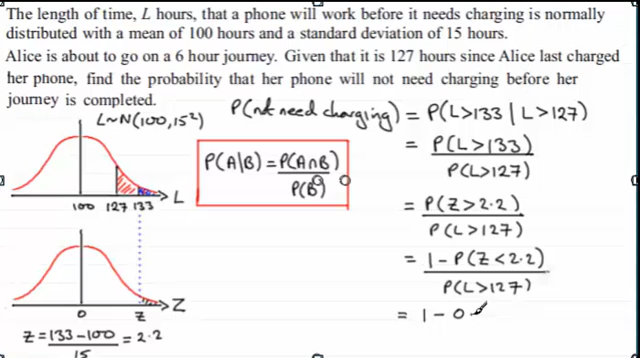 The length of time, L hours, that a phone will work before it needs charging is normally
distributed with a mean of 100 hours and a standard deviation of 15 hours.
Alice is about to go on a 6 hour journey. Given that it is 127 hours since Alice last charged
her phone, find the probability that her phone will not need charging before her
journey is completed.
L~N(100,15²)
P(not need charging) = P(L>133 | L>127)
= P(L>133)
P(L>127)
P(A|B) = P(A∩B)
P(B)
100 127 133 L
= P(Z>2.2)
P(L>127)
= 1 - P(Z<2.2)
P(L>127)
= 1 - 0
0 Z Z
Z = 133-100 = 2.2
15